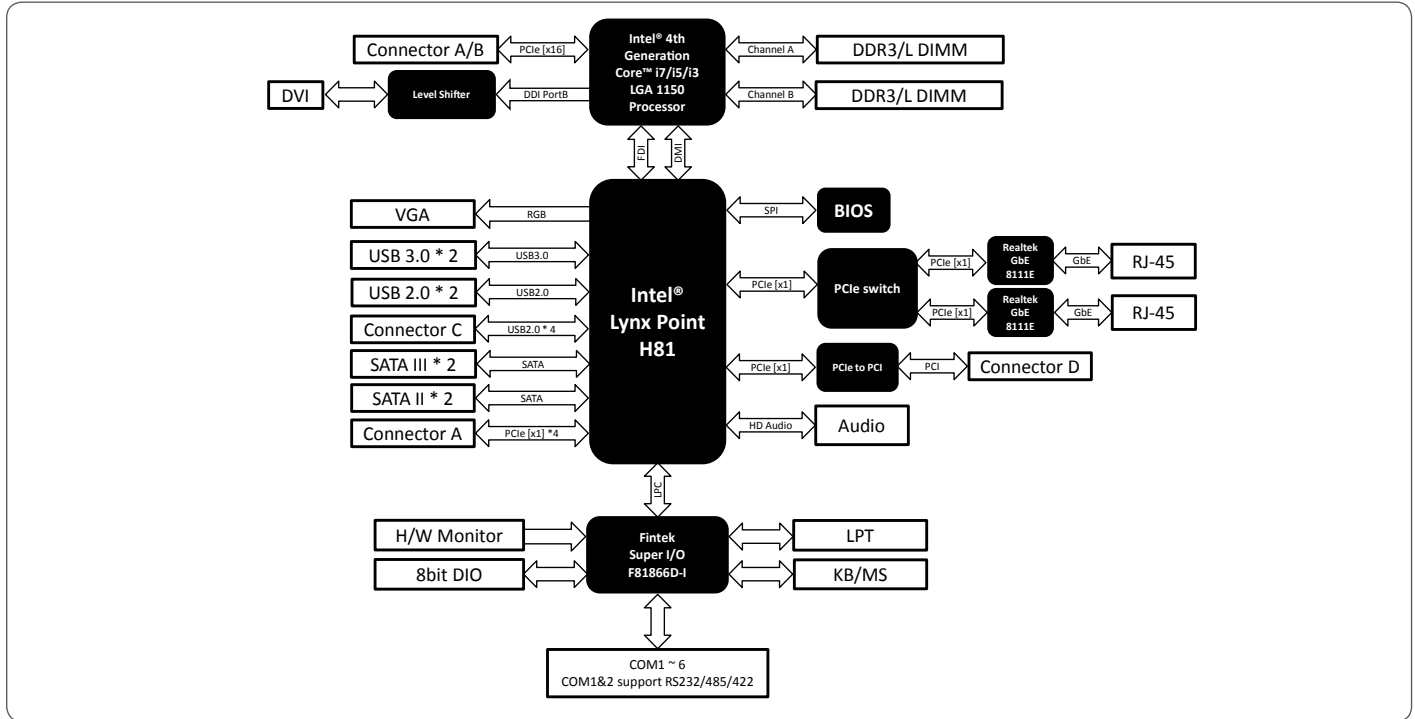 Connector A/B
PCIe [x16]
Intel® 4th
Generation
Core™ i7/i5/i3
LGA 1150
Processor
Channel A
DDR3/L DIMM
DVI
Level Shifter
DDI PortB
Channel B
DDR3/L DIMM
FDI
DMI
VGA
RGB
USB 3.0 * 2
USB3.0
USB 2.0 * 2
USB2.0
Connector C
USB2.0 * 4
SATA III * 2
SATA
SATA II * 2
SATA
Connector A
PCIe [x1] *4
Intel®
Lynx Point
H81
SPI
BIOS
PCIe [x1]
PCIe switch
PCIe [x1]
Realtek
GbE
8111E
GbE
RJ-45
PCIe [x1]
Realtek
GbE
8111E
GbE
RJ-45
PCIe [x1]
PCIe to PCI
PCI
Connector D
HD Audio
Audio
LPC
H/W Monitor
8bit DIO
Fintek
Super I/O
F81866D-I
LPT
KB/MS
COM1 ~ 6
COM1&2 support RS232/485/422